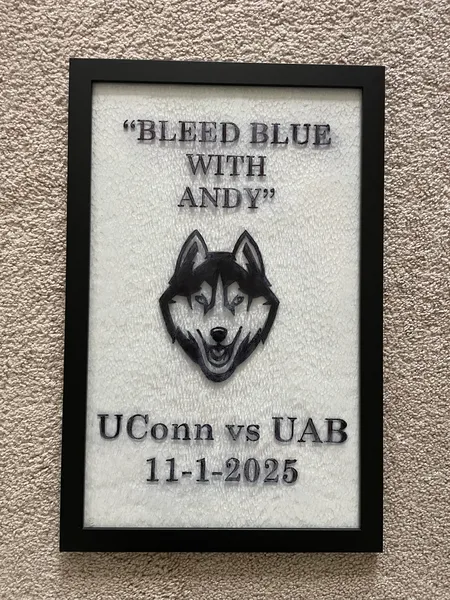 “BLEED BLUE
WITH
ANDY”
UConn vs UAB
11-1-2025